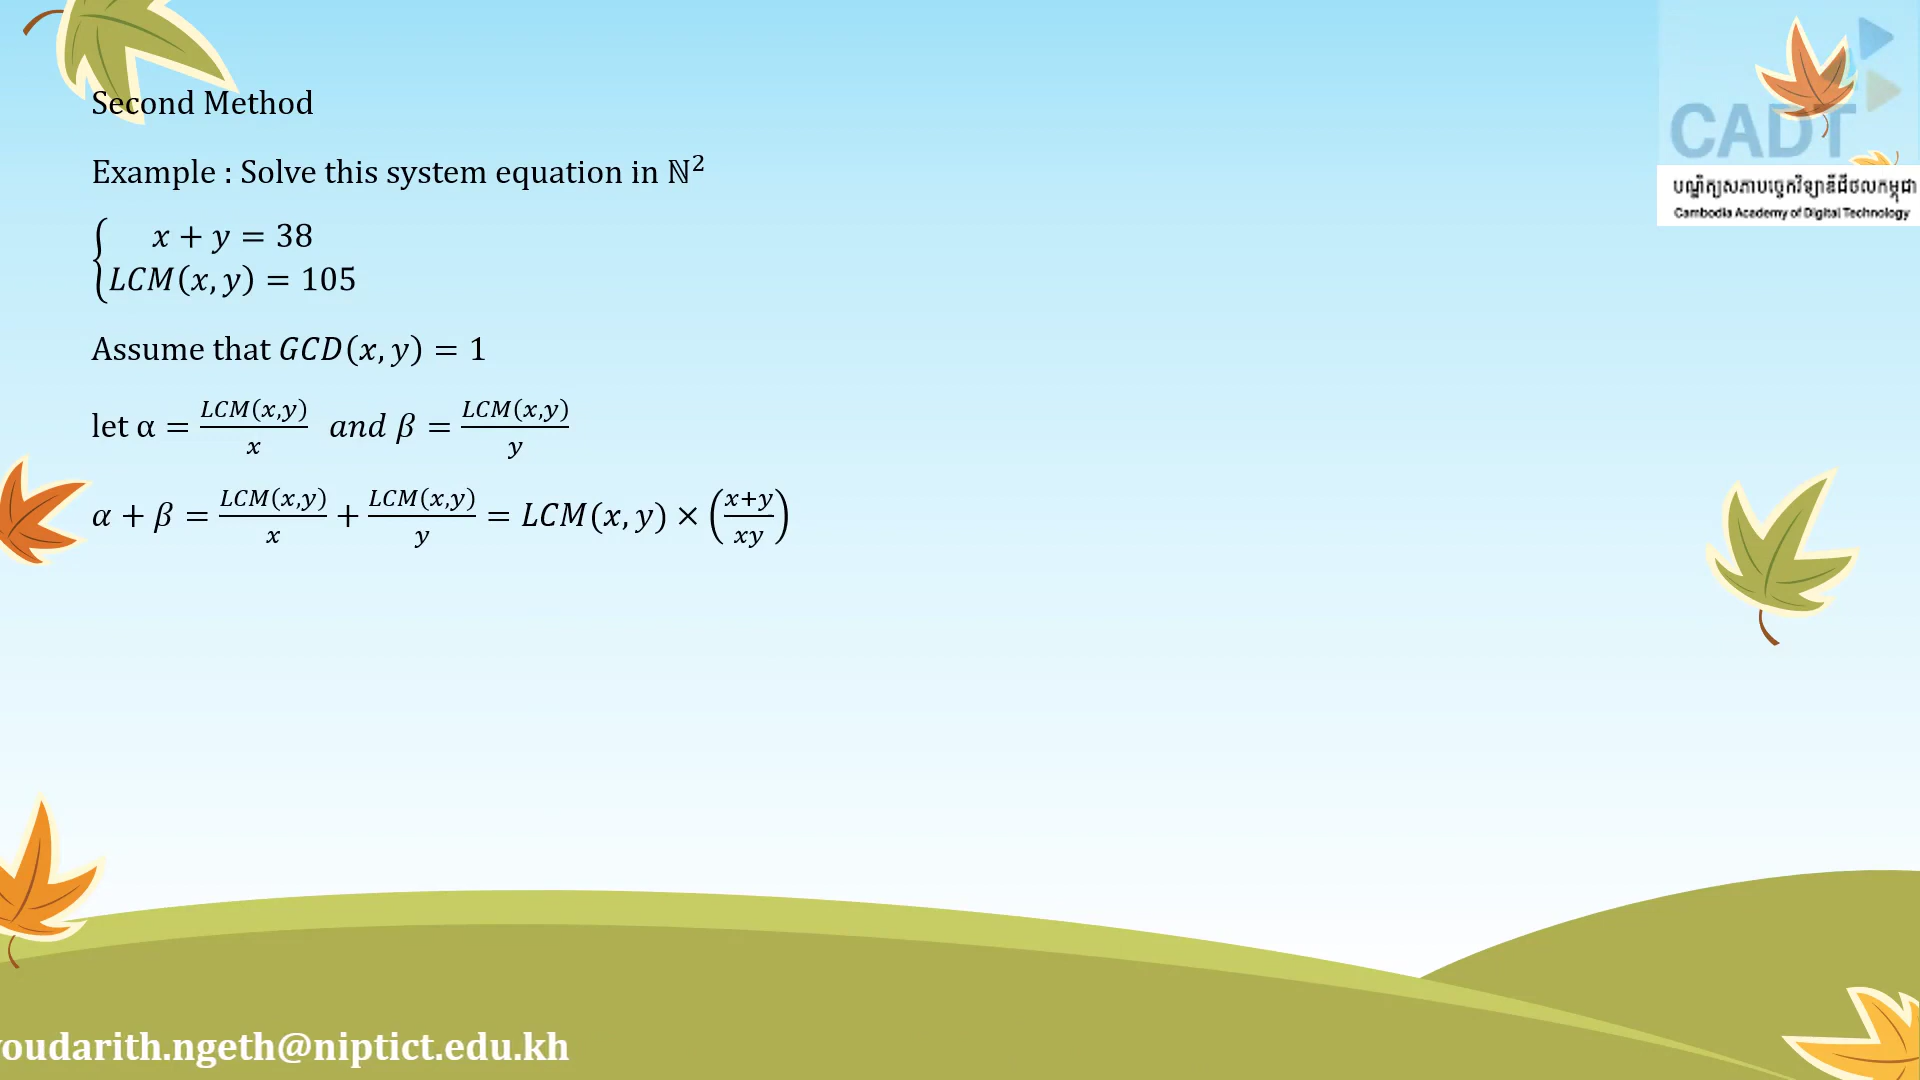 Second Method
Example : Solve this system equation in ℕ²
{ x + y = 38
LCM(x, y) = 105
Assume that GCD(x, y) = 1
let α = LCM(x,y)/x and β = LCM(x,y)/y
α + β = LCM(x,y)/x + LCM(x,y)/y = LCM(x, y) × (x+y/xy)
CADT
បណ្ឌិត្យសភាបច្ចេកវិទ្យាឌីជីថលកម្ពុជា
Cambodia Academy of Digital Technology
oudarith.ngeth@niptict.edu.kh